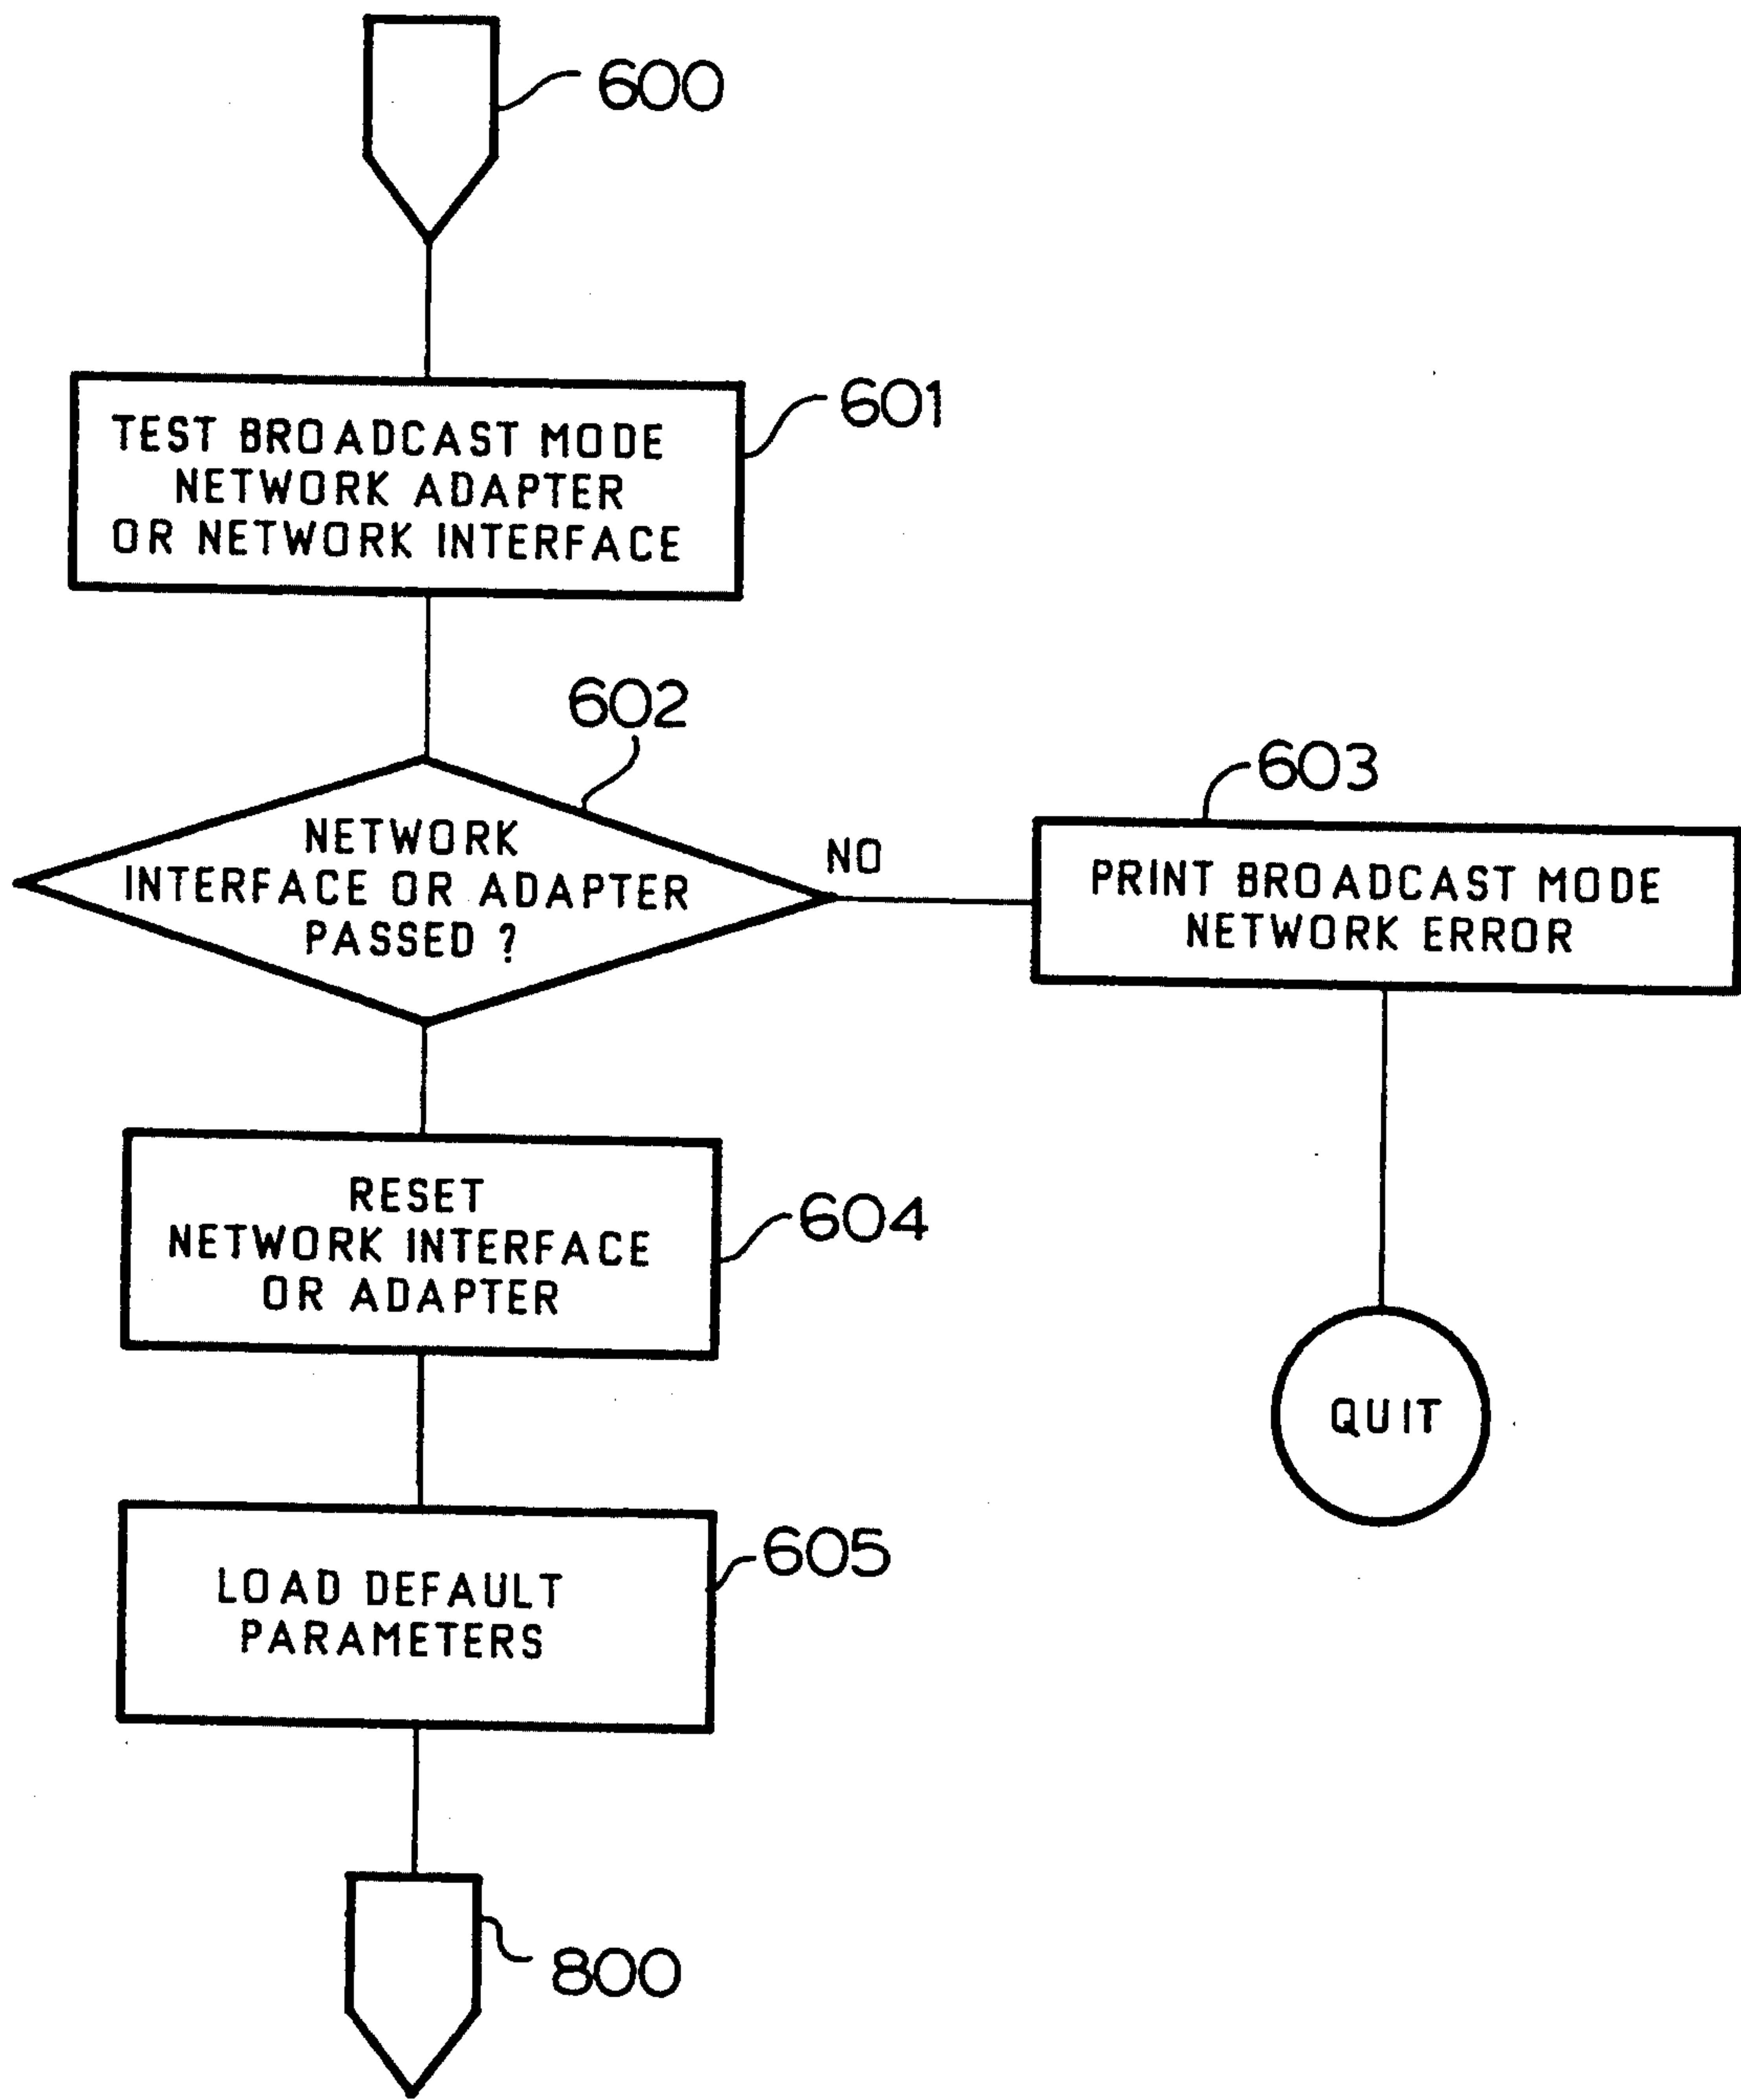 600
601
TEST BROADCAST MODE
NETWORK ADAPTER
OR NETWORK INTERFACE
602
NETWORK
INTERFACE OR ADAPTER
PASSED ?
NO
603
PRINT BROADCAST MODE
NETWORK ERROR
604
RESET
NETWORK INTERFACE
OR ADAPTER
QUIT
605
LOAD DEFAULT
PARAMETERS
800